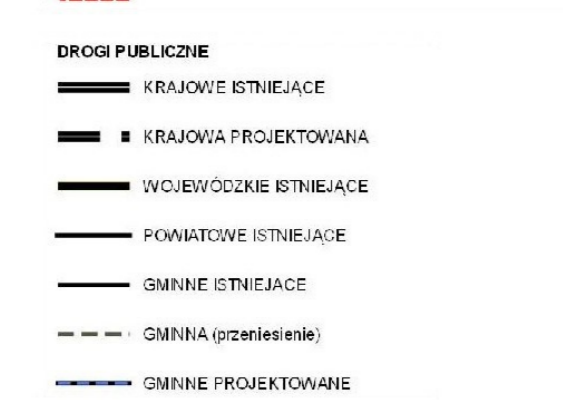 DROGI PUBLICZNE
KRAJOWE ISTNIEJĄCE
KRAJOWA PROJEKTOWANA
WOJEWÓDZKIE ISTNIEJĄCE
POWIATOWE ISTNIEJĄCE
GMINNE ISTNIEJACE
GMINNA (przeniesienie)
GMINNE PROJEKTOWANE